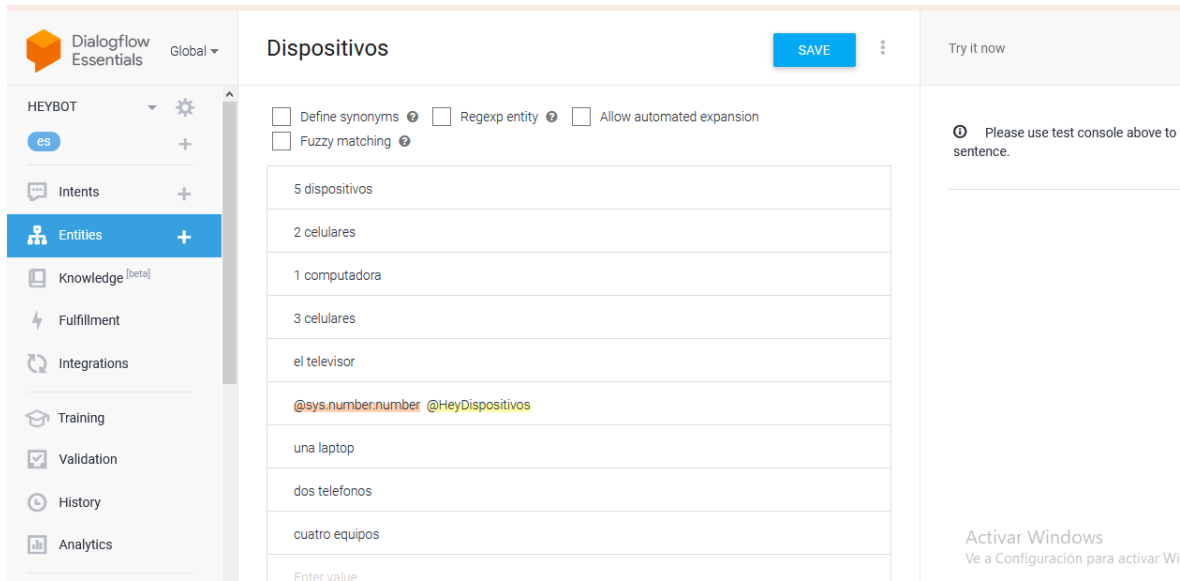 Dialogflow
Essentials
Global
Dispositivos
SAVE
Try it now
HEYBOT
es
Intents
Entities
Knowledge [beta]
Fulfillment
Integrations
Training
Validation
History
Analytics
Define synonyms
Regexp entity
Allow automated expansion
Fuzzy matching
5 dispositivos
2 celulares
1 computadora
3 celulares
el televisor
@sys.number:number @HeyDispositivos
una laptop
dos telefonos
cuatro equipos
Enter value
Please use test console above to
sentence.
Activar Windows
Ve a Configuración para activar Wi